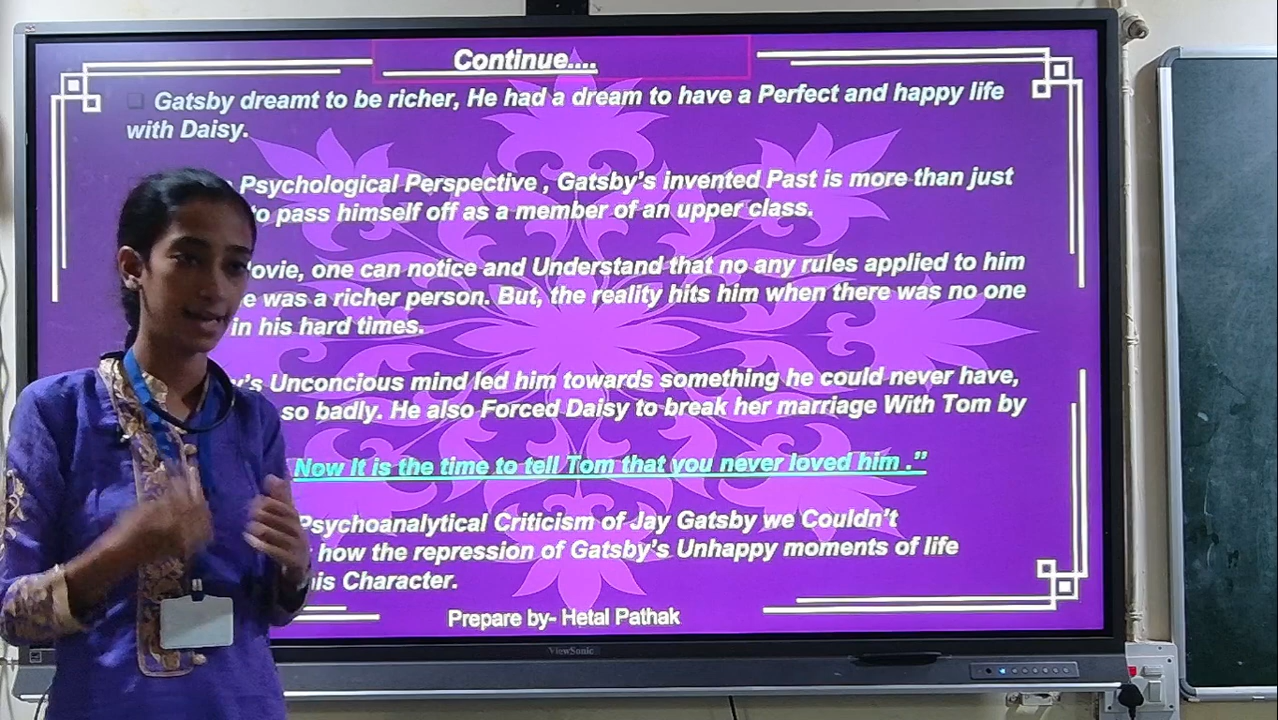 Continue....
Gatsby dreamt to be richer, He had a dream to have a Perfect and happy life
with Daisy.
Psychological Perspective , Gatsby's invented Past is more than just
to pass himself off as a member of an upper class.
one can notice and Understand that no any rules applied to him
was a richer person. But, the reality hits him when there was no one
in his hard times.
Unconcious mind led him towards something he could never have,
so badly. He also Forced Daisy to break her marriage With Tom by
Now It is the time to tell Tom that you never loved him ."
Psychoanalytical Criticism of Jay Gatsby we Couldn't
how the repression of Gatsby's Unhappy moments of life
his Character.
Prepare by- Hetal Pathak
ViewSonic